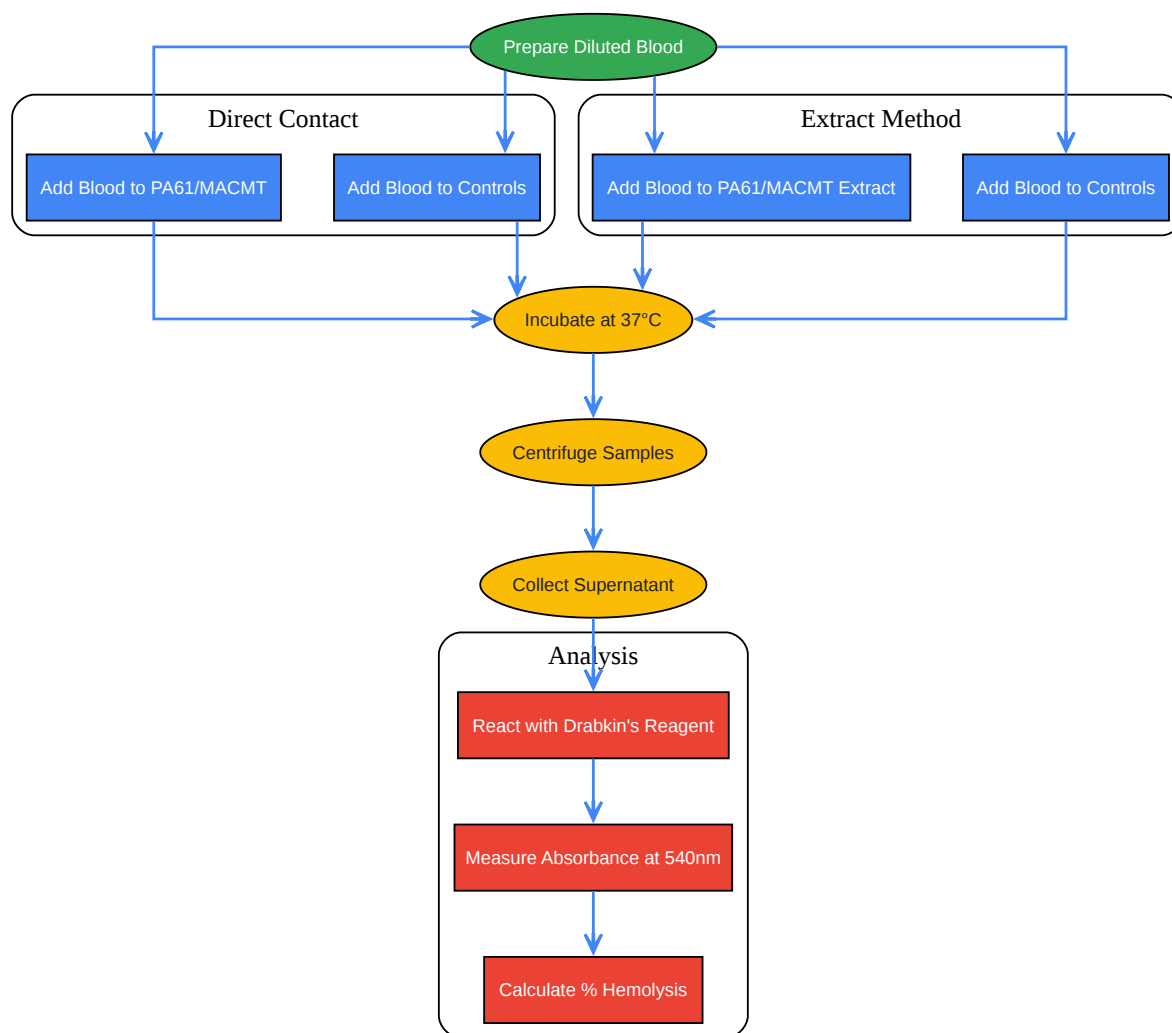 Prepare Diluted Blood
Direct Contact
Extract Method
Add Blood to PA61/MACMT
Add Blood to Controls
Add Blood to PA61/MACMT Extract
Add Blood to Controls
Incubate at 37°C
Centrifuge Samples
Collect Supernatant
Analysis
React with Drabkin's Reagent
Measure Absorbance at 540nm
Calculate % Hemolysis